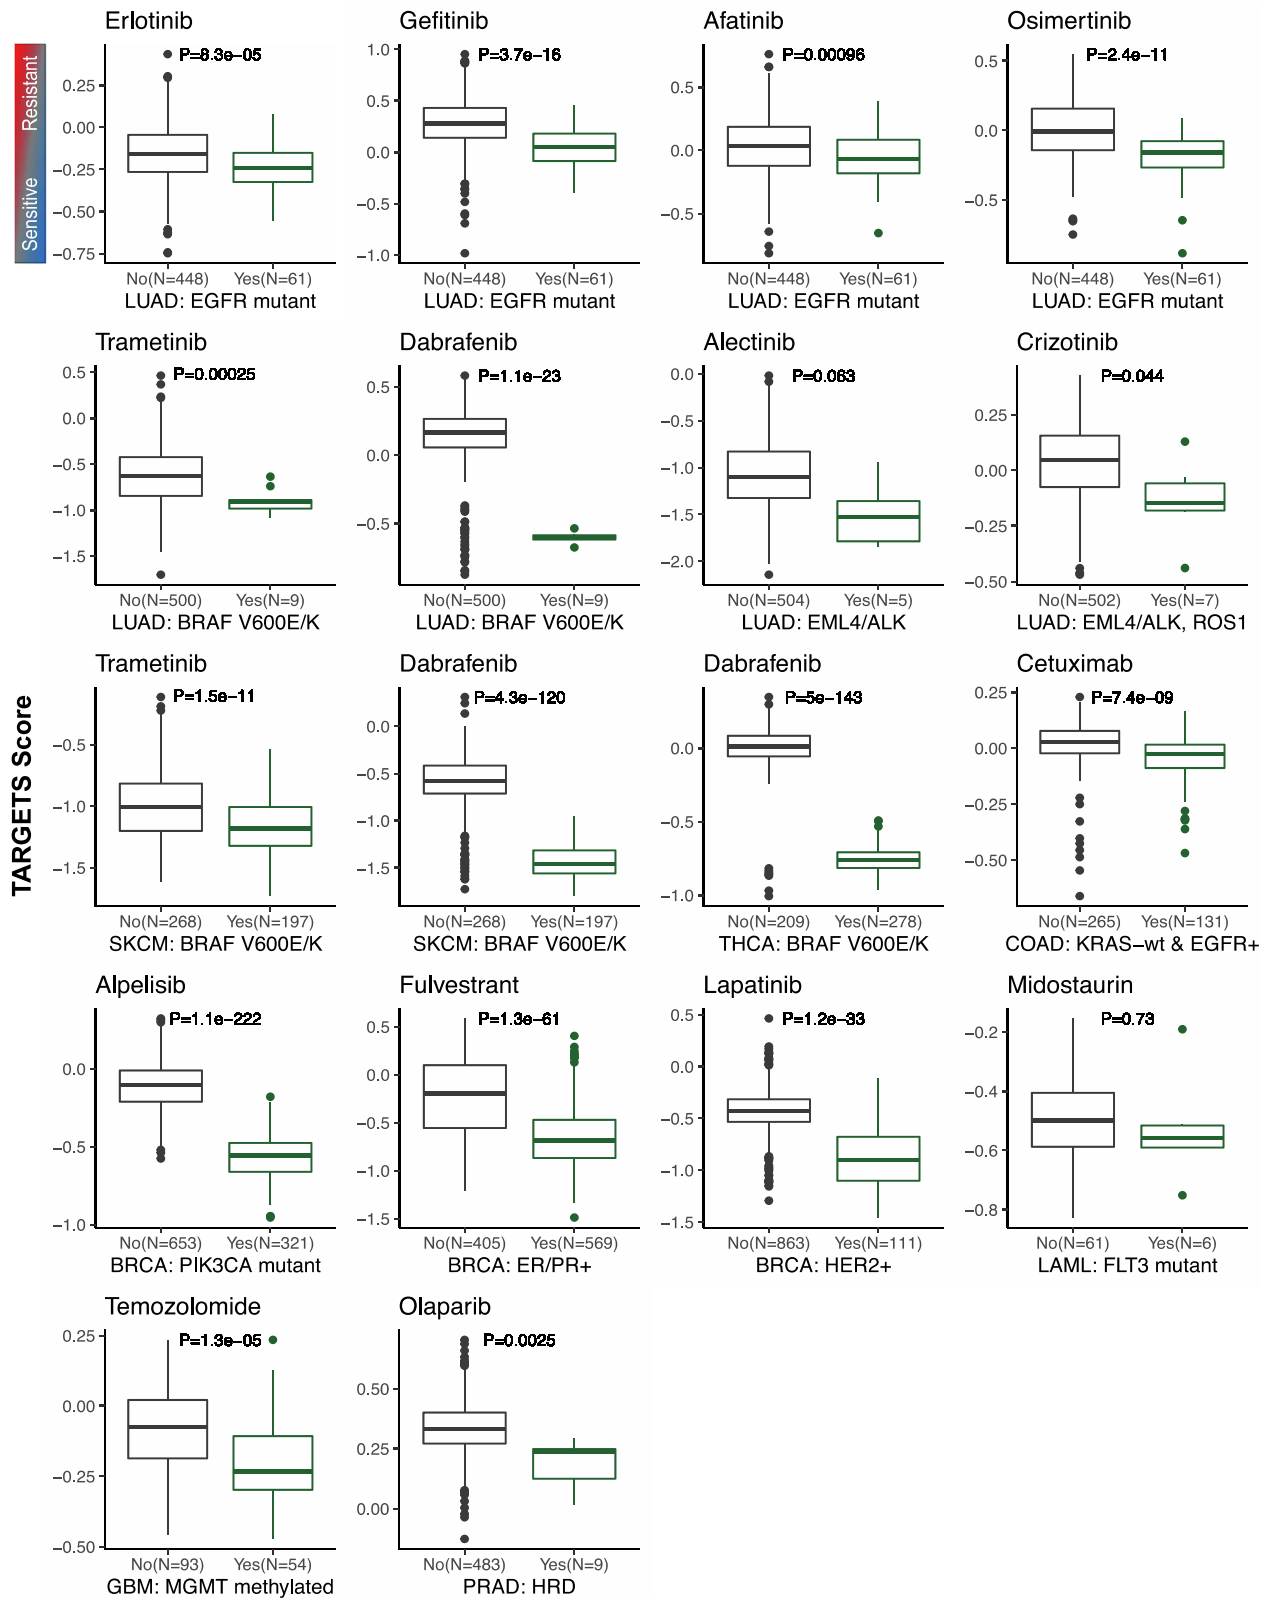 Erlotinib
Gefitinib
Afatinib
Osimertinib
Resistant
Sensitive
P=8.3e−05
0.25
0.00
−0.25
−0.50
−0.75
No(N=448)
Yes(N=61)
LUAD: EGFR mutant
P=3.7e−16
1.0
0.5
0.0
−0.5
−1.0
No(N=448)
Yes(N=61)
LUAD: EGFR mutant
P=0.00096
0.5
0.0
−0.5
No(N=448)
Yes(N=61)
LUAD: EGFR mutant
P=2.4e−11
0.5
0.0
−0.5
No(N=448)
Yes(N=61)
LUAD: EGFR mutant
Trametinib
P=0.00025
0.5
0.0
−0.5
−1.0
−1.5
No(N=500)
Yes(N=9)
LUAD: BRAF V600E/K
Dabrafenib
P=1.1e−23
0.5
0.0
−0.5
No(N=500)
Yes(N=9)
LUAD: BRAF V600E/K
Alectinib
P=0.063
0.0
−0.5
−1.0
−1.5
−2.0
No(N=504)
Yes(N=5)
LUAD: EML4/ALK
Crizotinib
P=0.044
0.25
0.00
−0.25
−0.50
No(N=502)
Yes(N=7)
LUAD: EML4/ALK, ROS1
TARGETS Score
Trametinib
P=1.5e−11
−0.5
−1.0
−1.5
No(N=268)
Yes(N=197)
SKCM: BRAF V600E/K
Dabrafenib
P=4.3e−120
0.0
−0.5
−1.0
−1.5
No(N=268)
Yes(N=197)
SKCM: BRAF V600E/K
Dabrafenib
P=5e−143
0.0
−0.5
−1.0
No(N=209)
Yes(N=278)
THCA: BRAF V600E/K
Cetuximab
P=7.4e−09
0.25
0.00
−0.25
−0.50
No(N=265)
Yes(N=131)
COAD: KRAS−wt & EGFR+
Alpelisib
P=1.1e−222
0.0
−0.5
−1.0
No(N=653)
Yes(N=321)
BRCA: PIK3CA mutant
Fulvestrant
P=1.3e−61
0.5
0.0
−0.5
−1.0
−1.5
No(N=405)
Yes(N=569)
BRCA: ER/PR+
Lapatinib
P=1.2e−33
0.5
0.0
−0.5
−1.0
−1.5
No(N=863)
Yes(N=111)
BRCA: HER2+
Midostaurin
P=0.73
−0.2
−0.4
−0.6
−0.8
No(N=61)
Yes(N=6)
LAML: FLT3 mutant
Temozolomide
P=1.3e−05
0.25
0.00
−0.25
−0.50
No(N=93)
Yes(N=54)
GBM: MGMT methylated
Olaparib
P=0.0025
0.50
0.25
0.00
No(N=483)
Yes(N=9)
PRAD: HRD